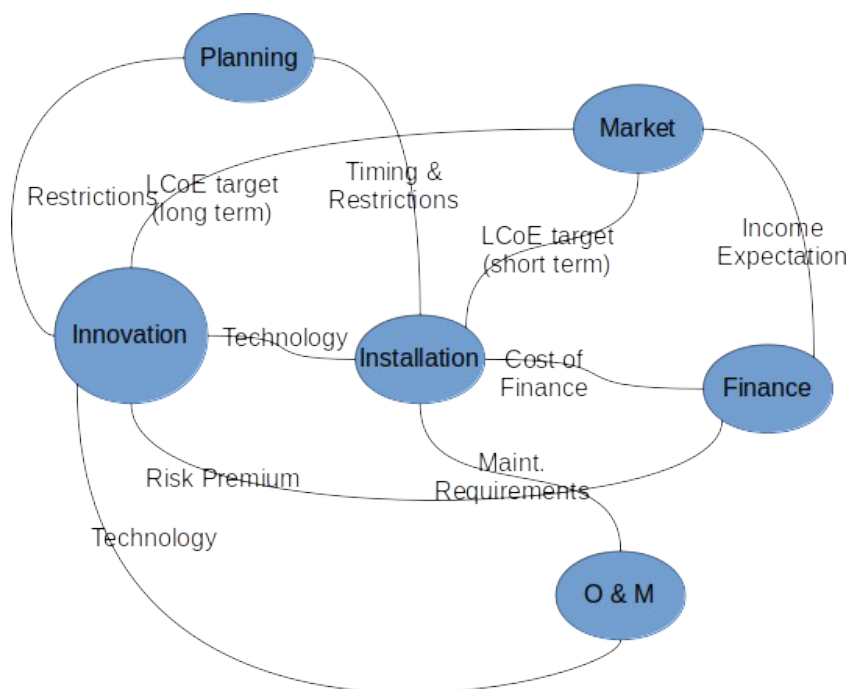 Planning
Market
Restrictions
LCoE target
(long term)
Timing &
Restrictions
LCoE target
(short term)
Income
Expectation
Innovation
Technology
Installation
Cost of
Finance
Finance
Risk Premium
Maint.
Requirements
Technology
O & M